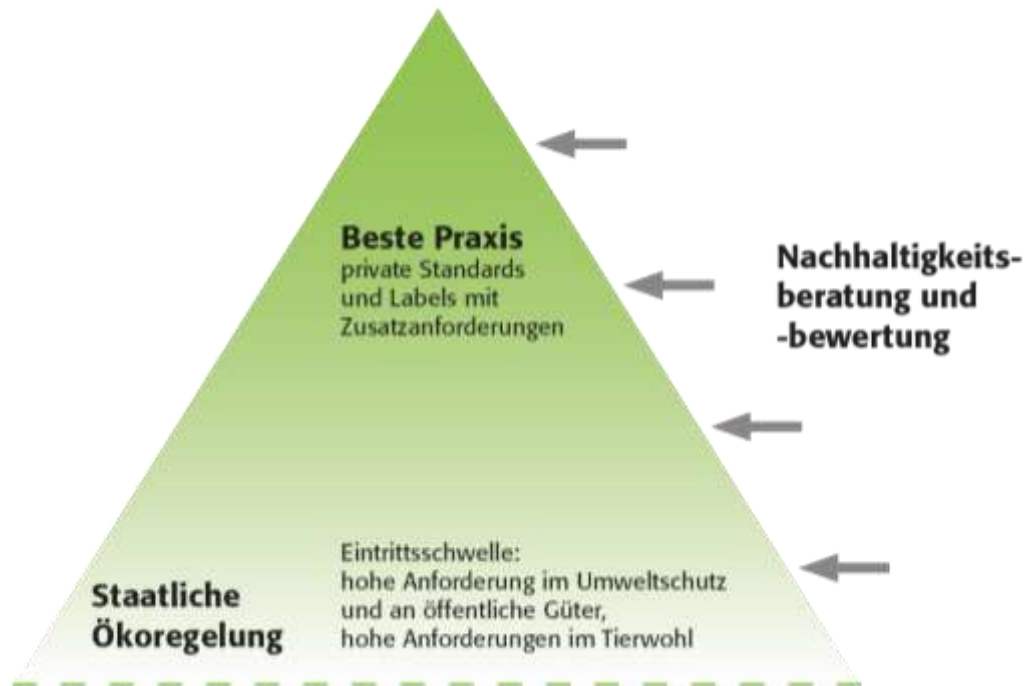 Beste Praxis
private Standards
und Labels mit
Zusatzanforderungen
Nachhaltigkeits-
beratung und
-bewertung
Staatliche
Ökoregelung
Eintrittsschwelle:
hohe Anforderung im Umweltschutz
und an öffentliche Güter,
hohe Anforderungen im Tierwohl